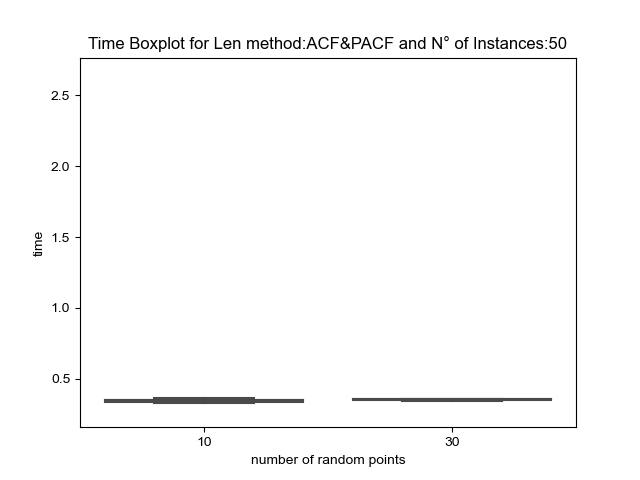 Time Boxplot for Len method:ACF&PACF and N° of Instances:50
2.5
2.0
1.5
1.0
0.5
time
10
30
number of random points